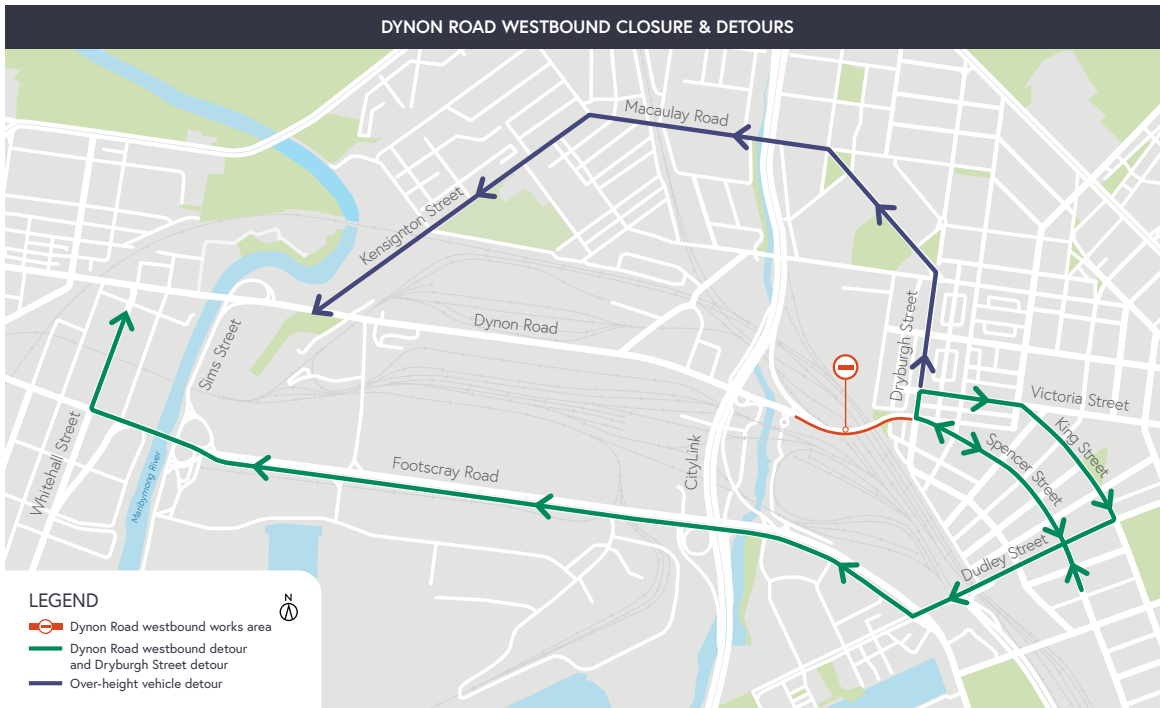 DYNON ROAD WESTBOUND CLOSURE & DETOURS
Macaulay Road
Kensignton Street
Dryburgh Street
Dynon Road
Sims Street
Victoria Street
King Street
Spencer Street
CityLink
Whitehall Street
Footscray Road
Maribyrnong River
Dudley Street
LEGEND
N
Dynon Road westbound works area
Dynon Road westbound detour
and Dryburgh Street detour
Over-height vehicle detour